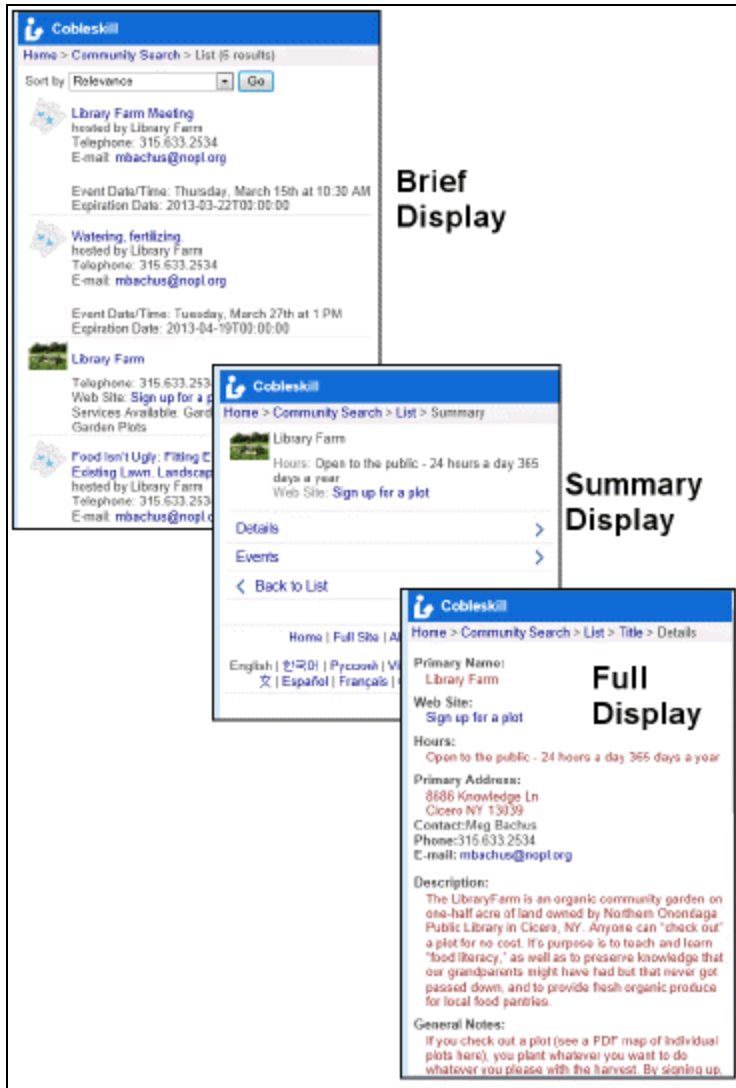 Cobleskill
Home > Community Search > List (6 results)
Sort by Relevance Go
Library Farm Meeting
hosted by Library Farm
Telephone: 315.633.2534
E-mail: mbachus@nopl.org
Event Date/Time: Thursday, March 15th at 10:30 AM
Expiration Date: 2013-03-22T00:00:00
Watering, fertilizing.
hosted by Library Farm
Telephone: 315.633.2534
E-mail: mbachus@nopl.org
Event Date/Time: Tuesday, March 27th at 1 PM
Expiration Date: 2013-04-19T00:00:00
Library Farm
Telephone: 315.633.253
Web Site: Sign up for a p
Services Available: Gard
Garden Plots
Food Isn't Ugly: Fitting E
Existing Lawn, Landscap
hosted by Library Farm
Telephone: 315.633.253
E-mail: mbachus@nopl.o
Brief
Display
Cobleskill
Home > Community Search > List > Summary
Library Farm
Hours: Open to the public - 24 hours a day 365
days a year
Web Site: Sign up for a plot
Details
Events
Back to List
Home | Full Site | A
English | 한국어 | Русский | Vi
文 | Español | Français |
Summary
Display
Cobleskill
Home > Community Search > List > Title > Details
Primary Name:
Library Farm
Web Site:
Sign up for a plot
Hours:
Open to the public - 24 hours a day 365 days a year
Primary Address:
8686 Knowledge Ln
Cicero NY 13039
Contact:Meg Bachus
Phone:315.633.2534
E-mail: mbachus@nopl.org
Description:
The LibraryFarm is an organic community garden on
one-half acre of land owned by Northern Onondaga
Public Library in Cicero, NY. Anyone can "check out"
a plot for no cost. It's purpose is to teach and learn
"food literacy," as well as to preserve knowledge that
our grandparents might have had but that never got
passed down, and to provide fresh organic produce
for local food pantries.
General Notes:
If you check out a plot (see a PDF map of individual
plots here), you plant whatever you want to do
whatever you please with the harvest. By signing up,
Full
Display